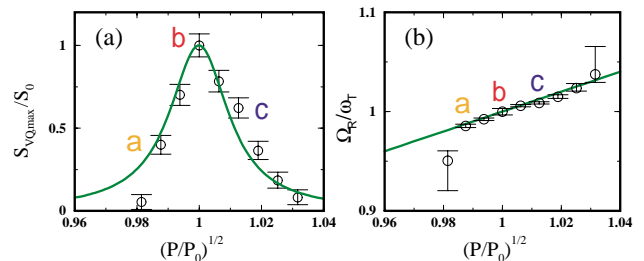 (a)
b
a
c
S_VQ,max/S_0
1
0.5
0
0.96 0.98 1 1.02 1.04
(P/P_0)^1/2
(b)
a
b
c
Ω_R/ω_T
1.1
1.0
0.9
0.96 0.98 1 1.02 1.04
(P/P_0)^1/2